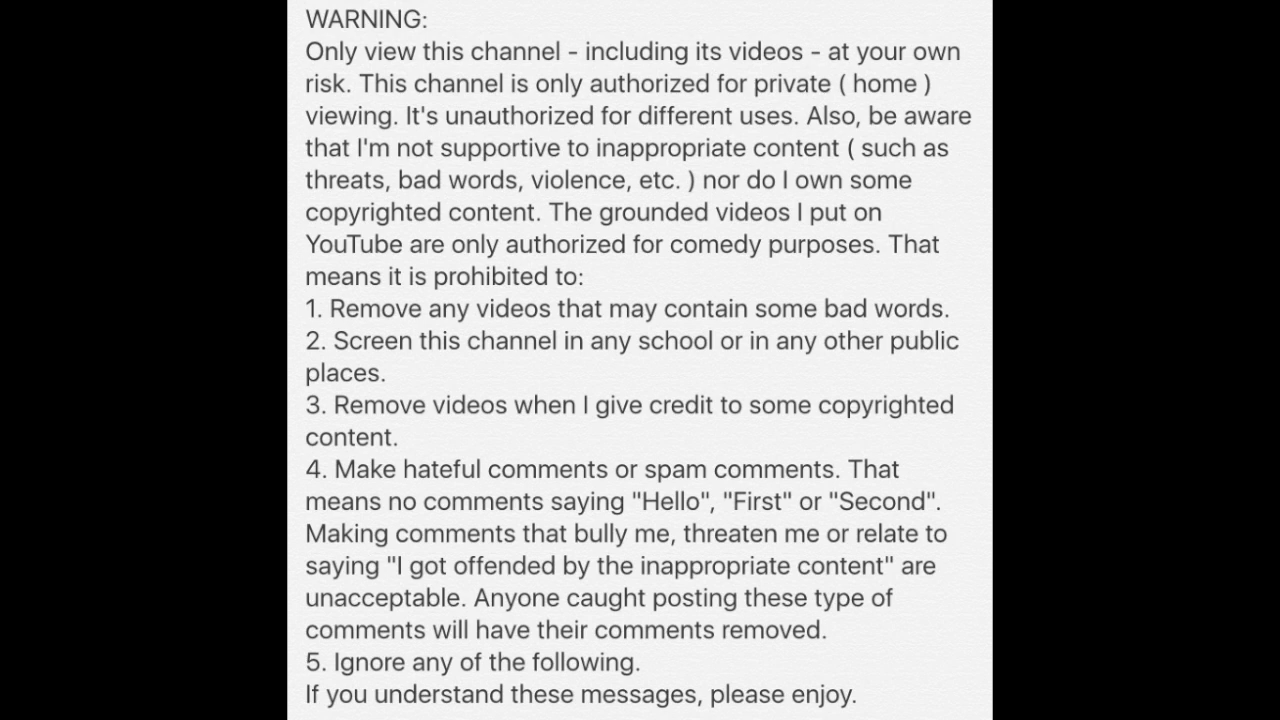 WARNING:
Only view this channel - including its videos - at your own
risk. This channel is only authorized for private ( home )
viewing. It's unauthorized for different uses. Also, be aware
that I'm not supportive to inappropriate content ( such as
threats, bad words, violence, etc. ) nor do I own some
copyrighted content. The grounded videos I put on
YouTube are only authorized for comedy purposes. That
means it is prohibited to:
1. Remove any videos that may contain some bad words.
2. Screen this channel in any school or in any other public
places.
3. Remove videos when I give credit to some copyrighted
content.
4. Make hateful comments or spam comments. That
means no comments saying "Hello", "First" or "Second".
Making comments that bully me, threaten me or relate to
saying "I got offended by the inappropriate content" are
unacceptable. Anyone caught posting these type of
comments will have their comments removed.
5. Ignore any of the following.
If you understand these messages, please enjoy.